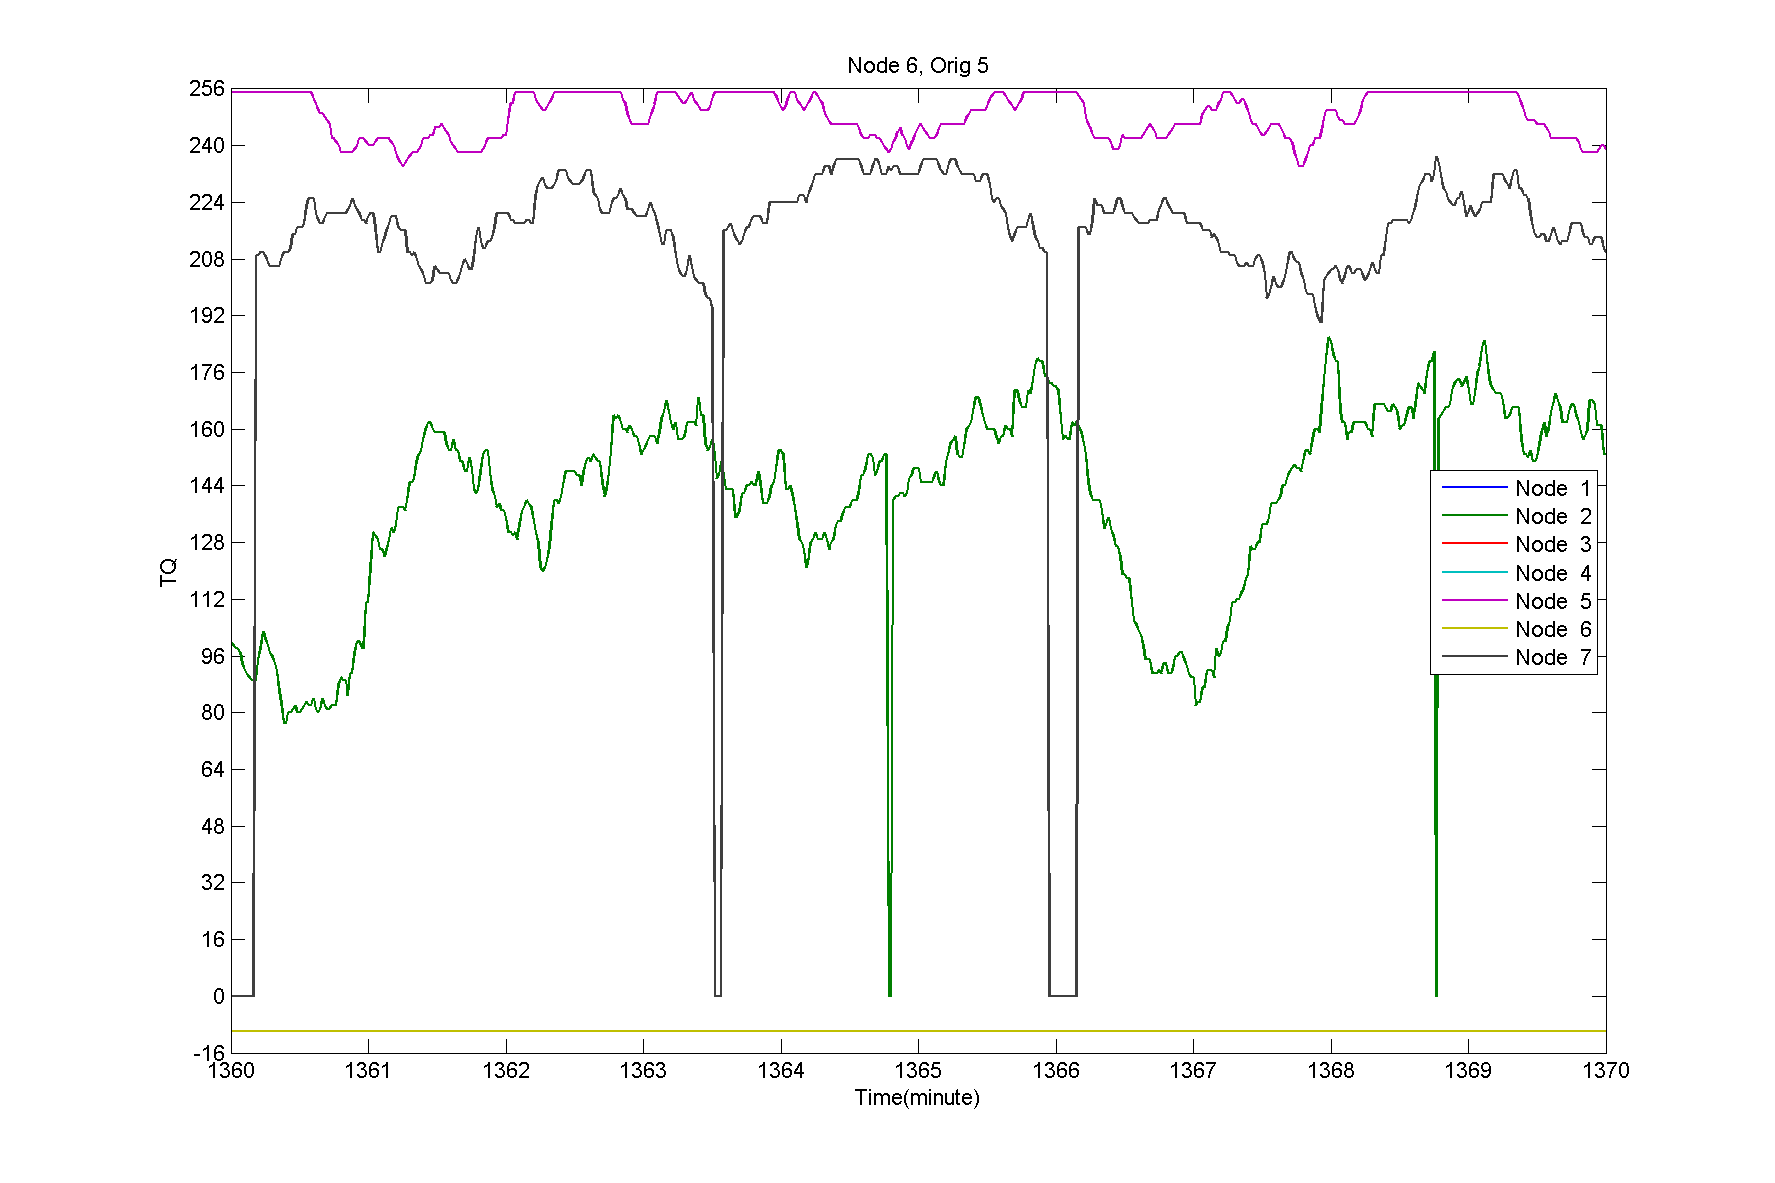 Node 6, Orig 5
256
240
224
208
192
176
160
144
128
112
96
80
64
48
32
16
0
-16
TQ
Node 1
Node 2
Node 3
Node 4
Node 5
Node 6
Node 7
1360 1361 1362 1363 1364 1365 1366 1367 1368 1369 1370
Time(minute)